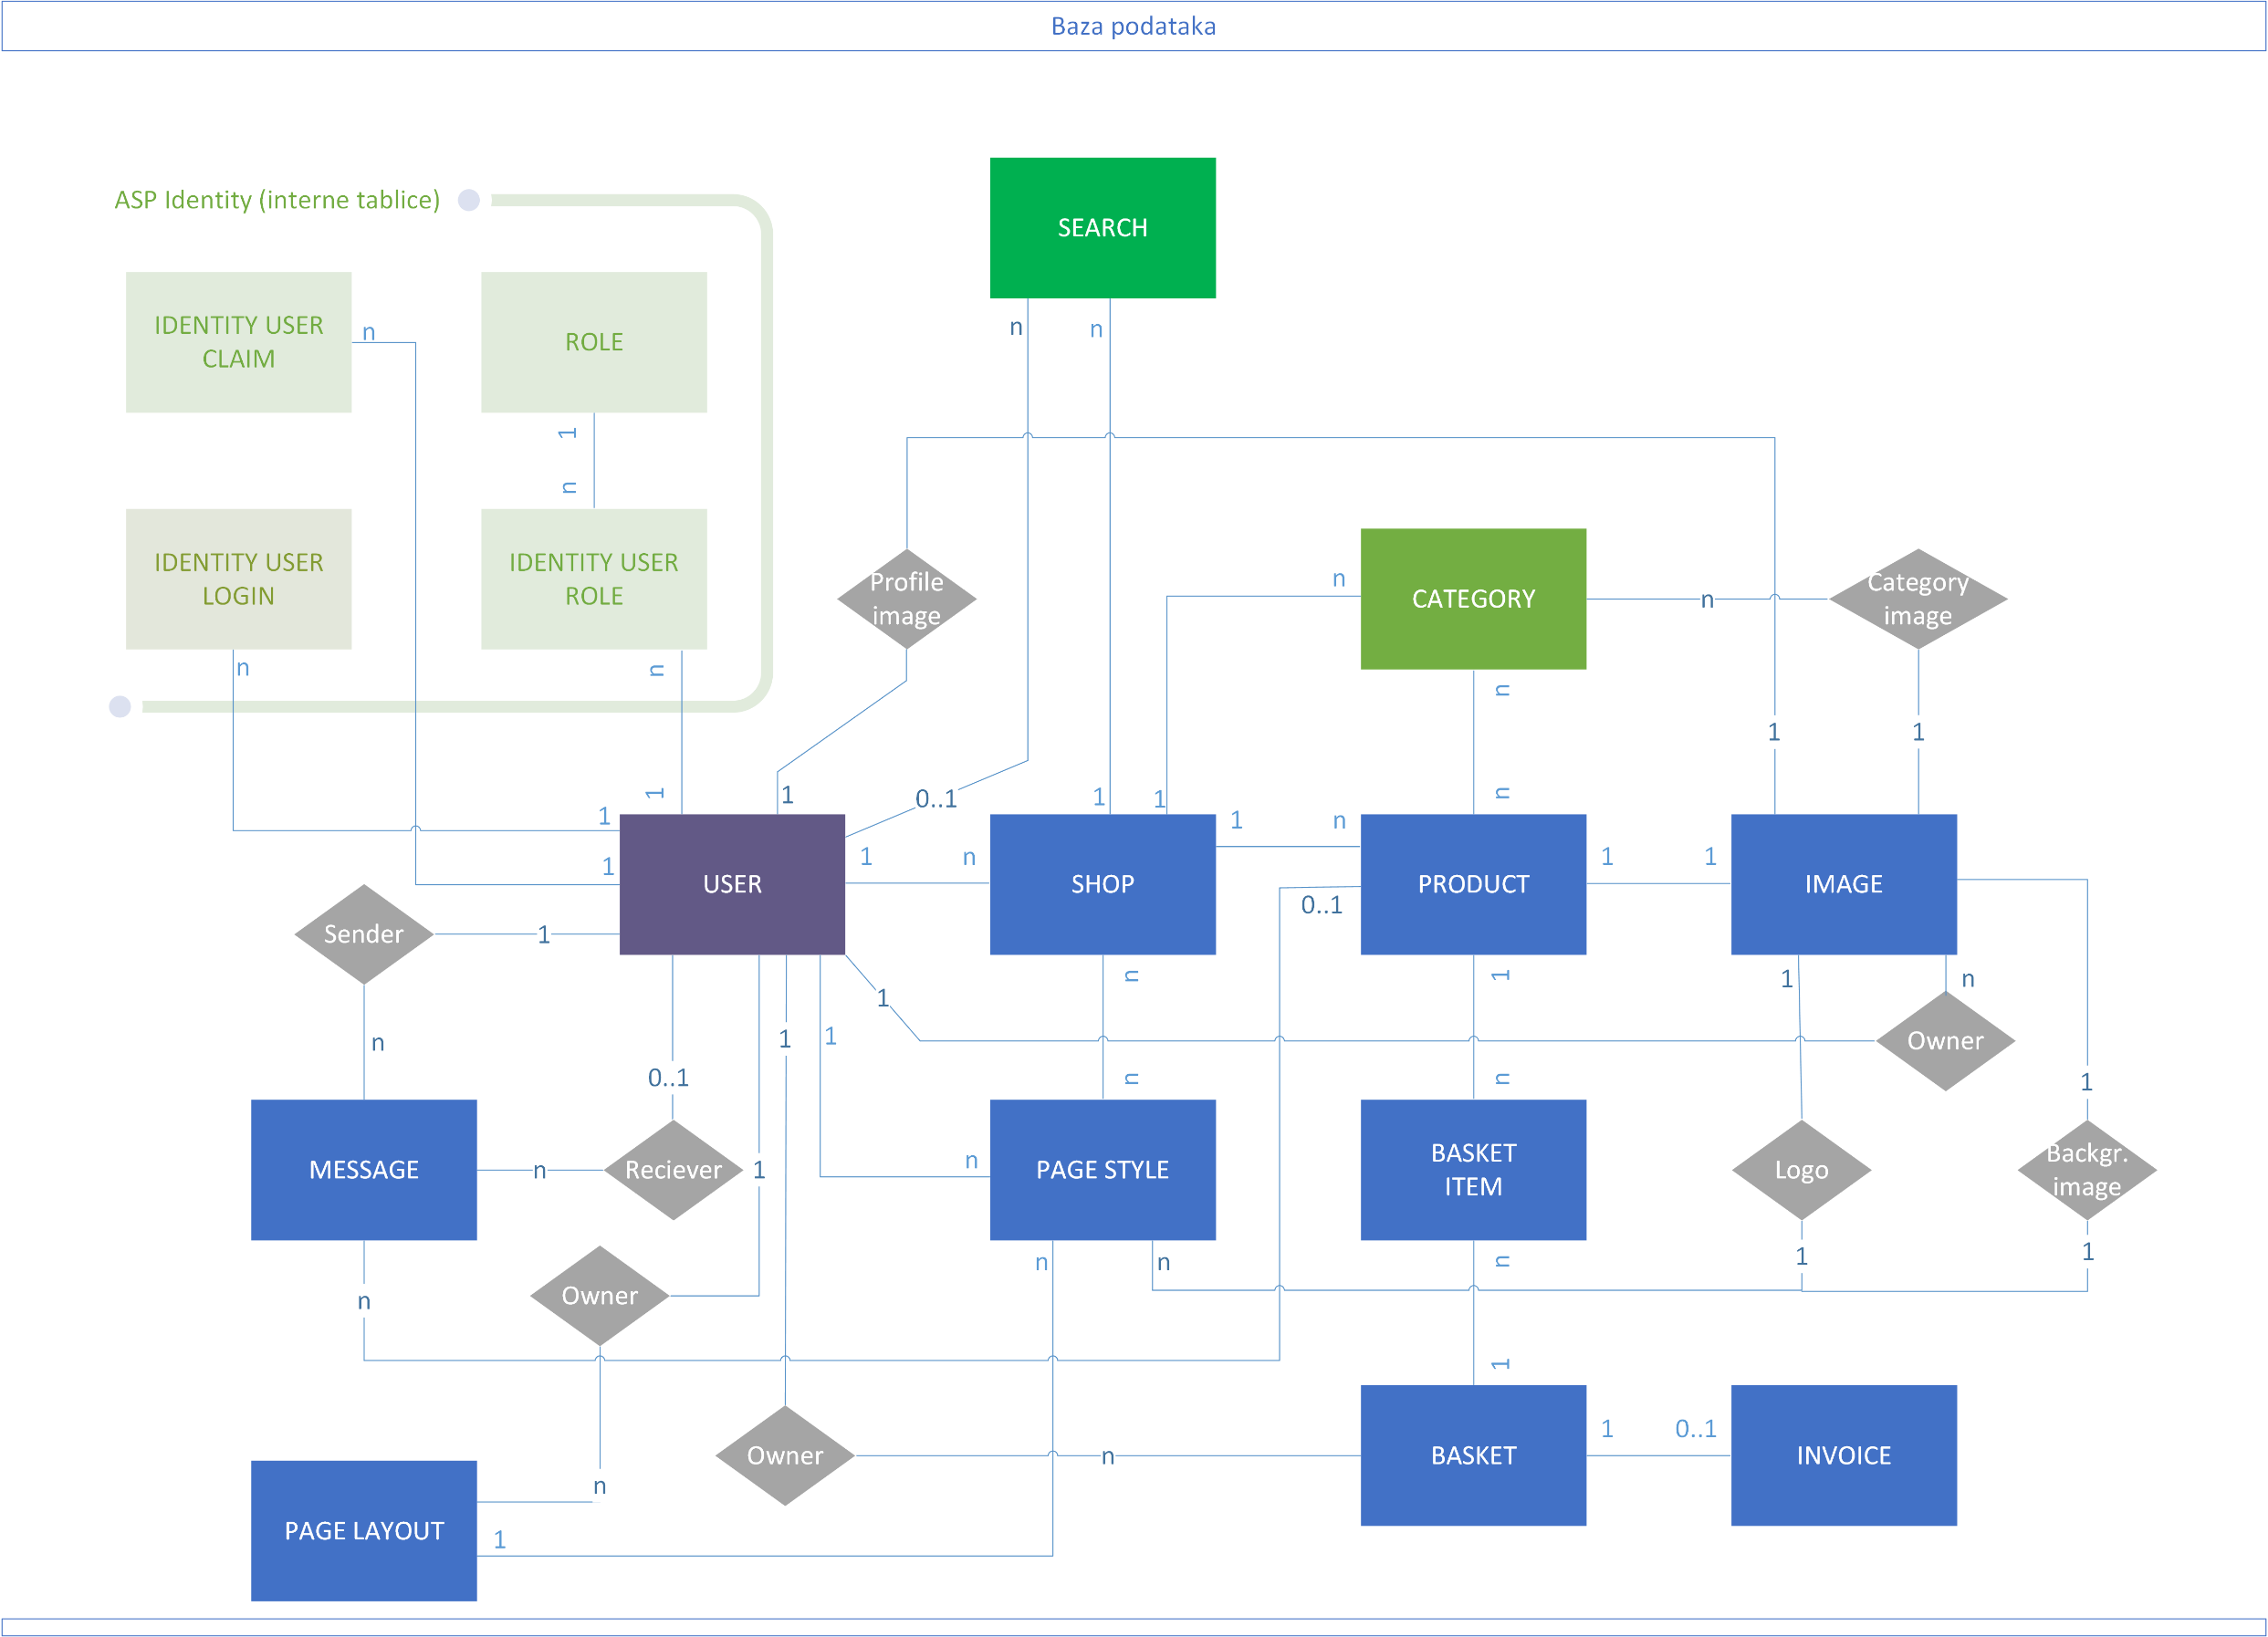 Baza podataka
ASP Identity (interne tablice)
SEARCH
IDENTITY USER
CLAIM
n
ROLE
n
n
1
n
IDENTITY USER
LOGIN
IDENTITY USER
ROLE
Profile
image
n
CATEGORY
n
Category
image
n
n
n
1
1
1
1
0..1
1
1
n
1
1
n
1
USER
1
n
SHOP
PRODUCT
1
1
IMAGE
0..1
Sender
1
1
n
1
1
n
n
1
1
Owner
0..1
n
n
1
MESSAGE
n
Reciever
1
n
PAGE STYLE
BASKET
ITEM
Logo
Backgr.
image
n
n
n
1
1
Owner
n
1
n
Owner
n
BASKET
1
0..1
INVOICE
PAGE LAYOUT
1